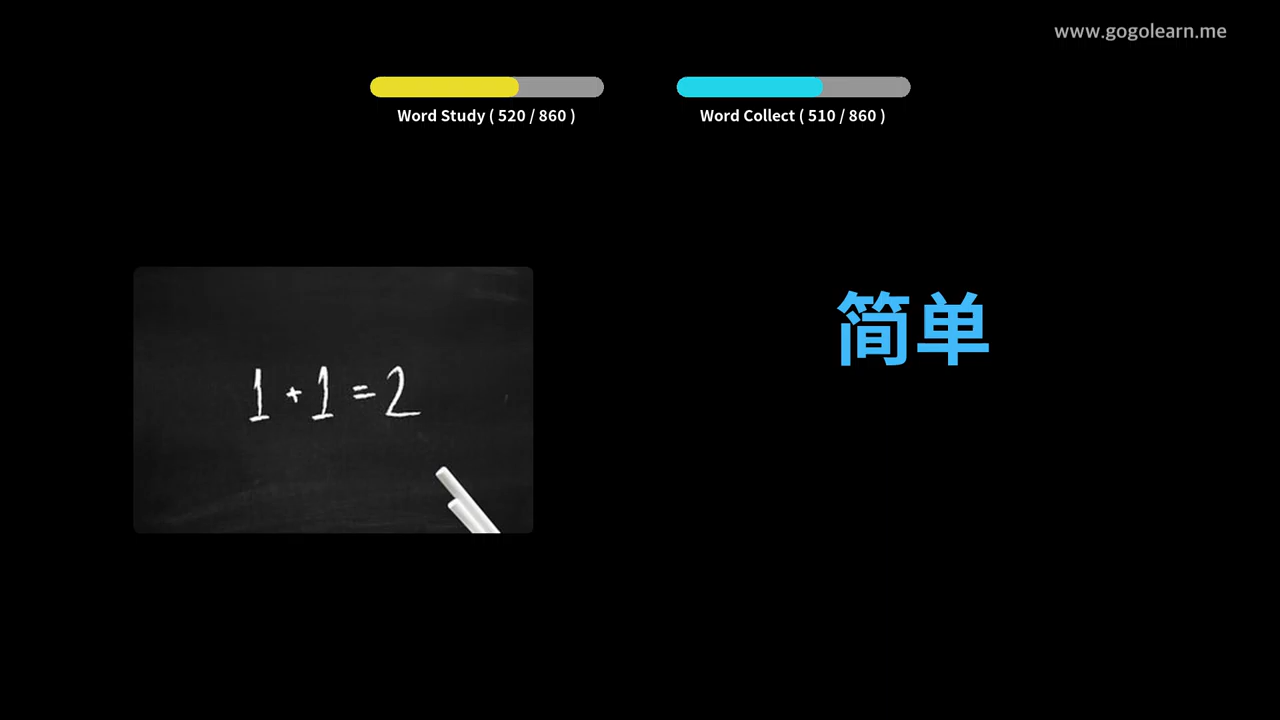 www.gogolearn.me
Word Study ( 520 / 860 )
Word Collect ( 510 / 860 )
1 + 1 = 2
简单